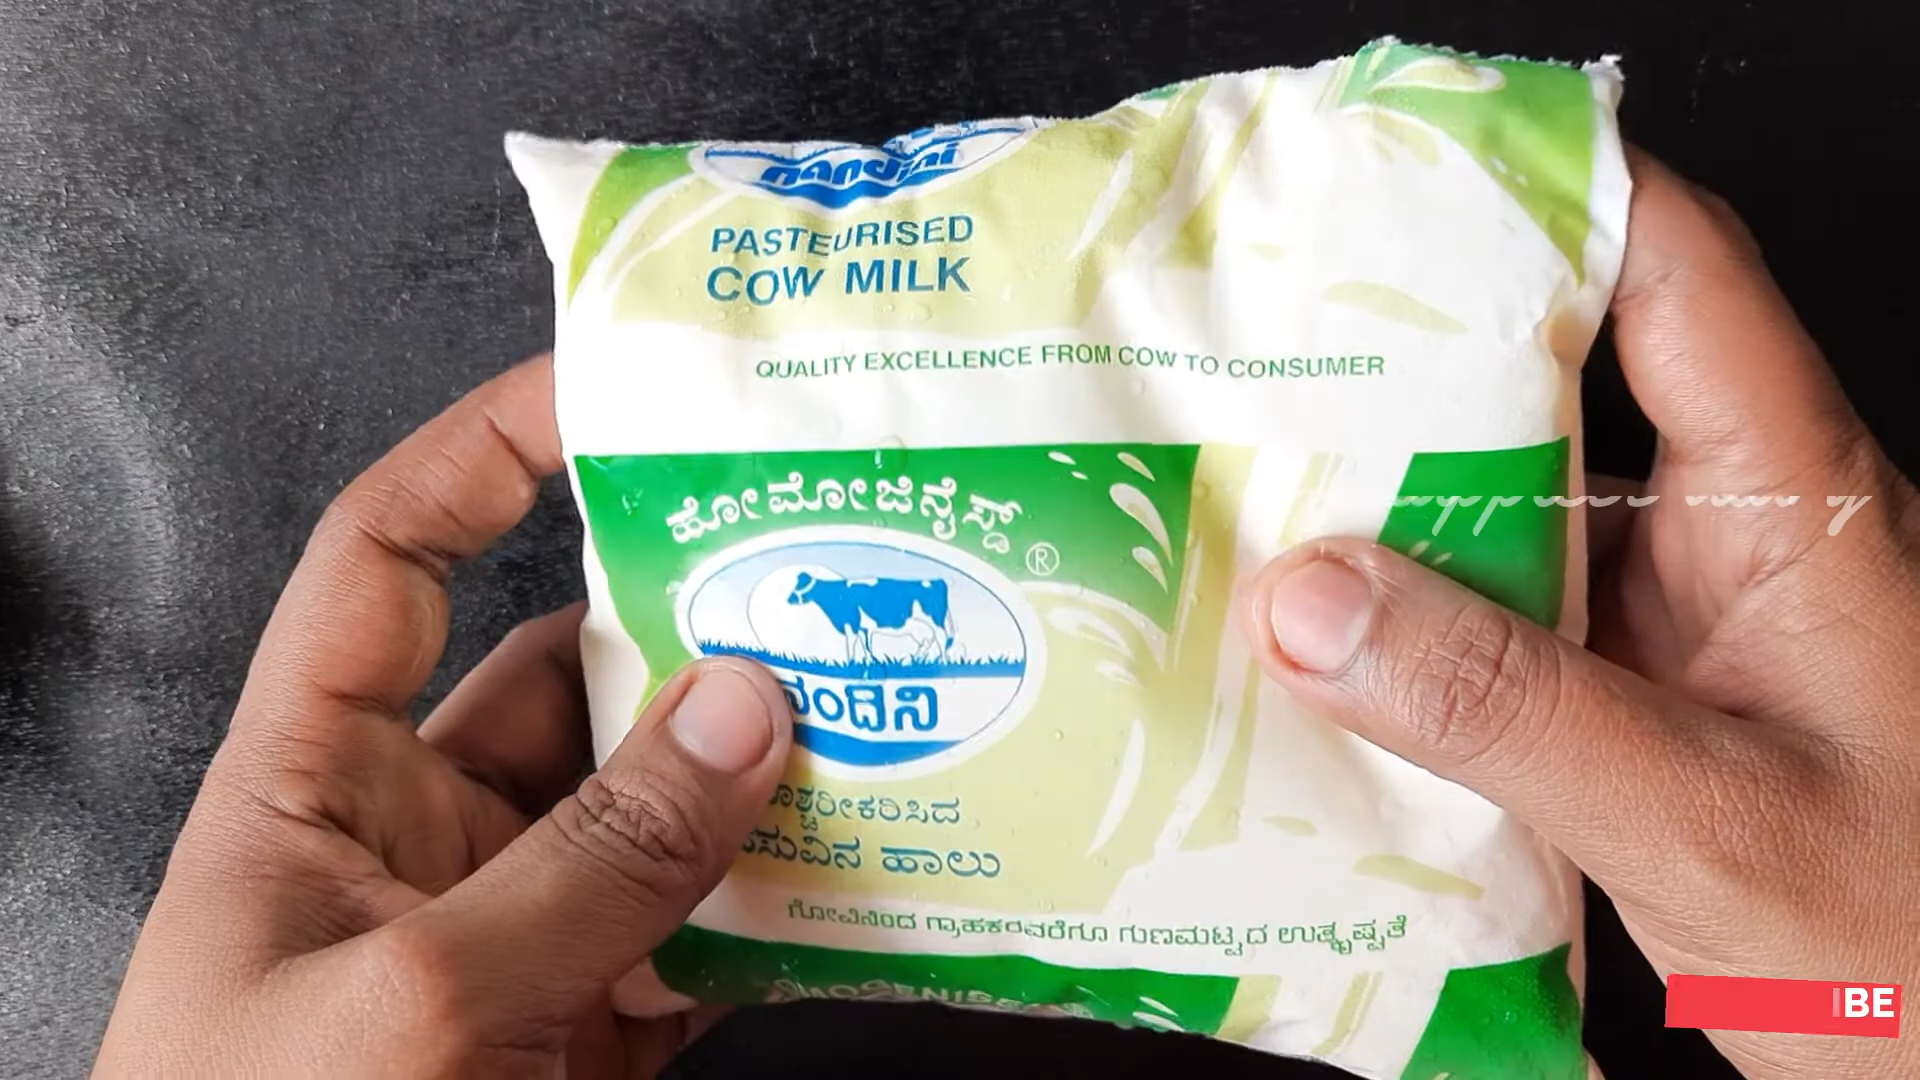 nandini
PASTEURISED
COW MILK
QUALITY EXCELLENCE FROM COW TO CONSUMER
ಹೋಮೋಜಿನೈಸ್ಡ್
®
ನಂದಿನಿ
ಹಾಲು
ಗೋವಿನಿಂದ ಗ್ರಾಹಕರವರೆಗೂ ಗುಣಮಟ್ಟದ ಉತ್ಕೃಷ್ಟತೆ
BE